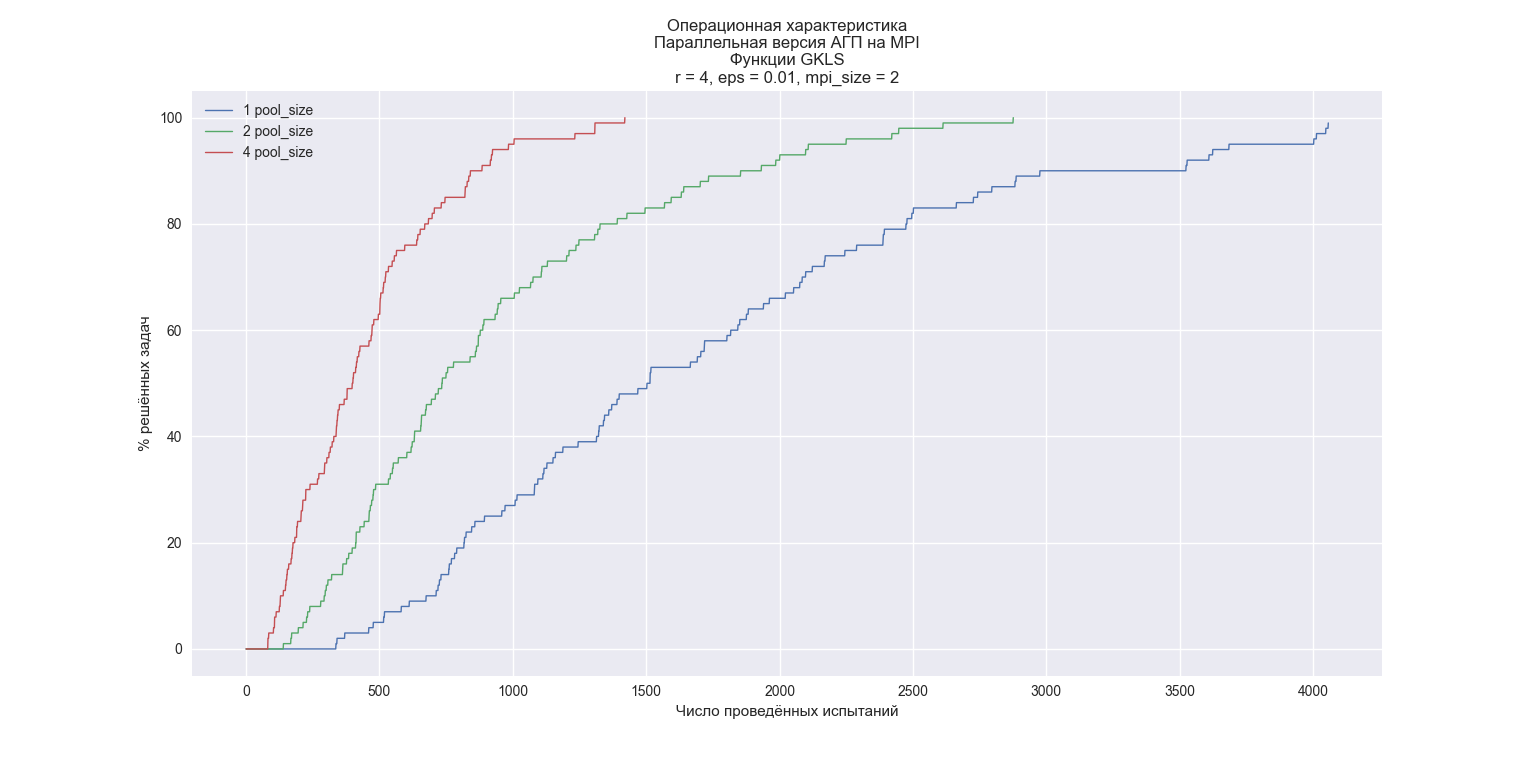 Операционная характеристика
Параллельная версия АГП на MPI
Функции GKLS
r = 4, eps = 0.01, mpi_size = 2
1 pool_size
2 pool_size
4 pool_size
% решённых задач
100
80
60
40
20
0
0 500 1000 1500 2000 2500 3000 3500 4000
Число проведённых испытаний